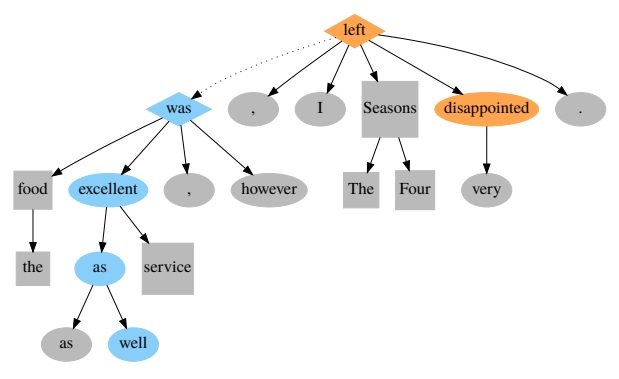 left
was , I Seasons disappointed .
food excellent , however The Four very
the as service
as well